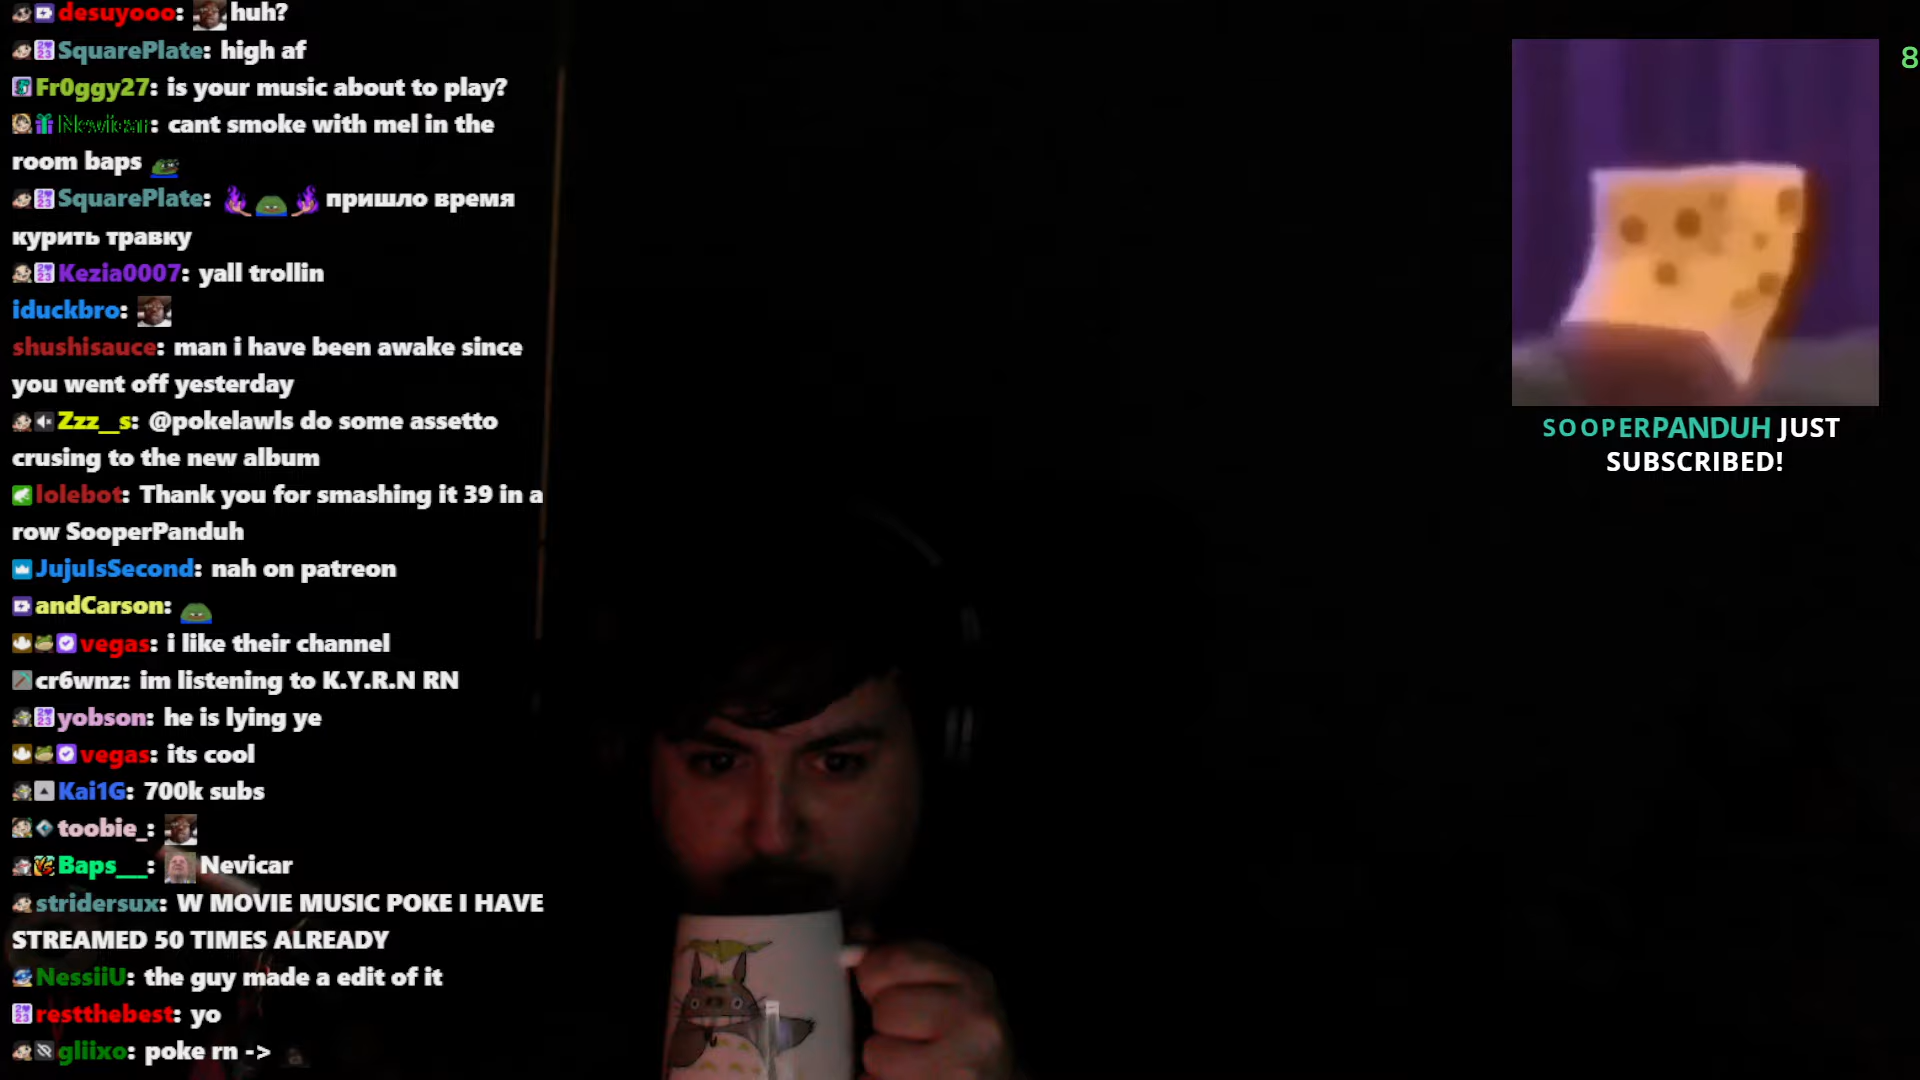 desuyooo: huh?
SquarePlate: high af
Fr0ggy27: is your music about to play?
cant smoke with mel in the
room baps
SquarePlate: пришло время
курить травку
Kezia0007: yall trollin
iduckbro:
shushisauce: man i have been awake since
you went off yesterday
Zzz__s: @pokelawls do some assetto
crusing to the new album
lolebot: Thank you for smashing it 39 in a
row SooperPanduh
JujuIsSecond: nah on patreon
andCarson:
vegas: i like their channel
cr6wnz: im listening to K.Y.R.N RN
yobson: he is lying ye
vegas: its cool
Kai1G: 700k subs
toobie_:
Baps__: Nevicar
stridersux: W MOVIE MUSIC POKE I HAVE
STREAMED 50 TIMES ALREADY
NessiiU: the guy made a edit of it
restthebest: yo
gliixo: poke rn ->
8
SOOPERPANDUH JUST
SUBSCRIBED!